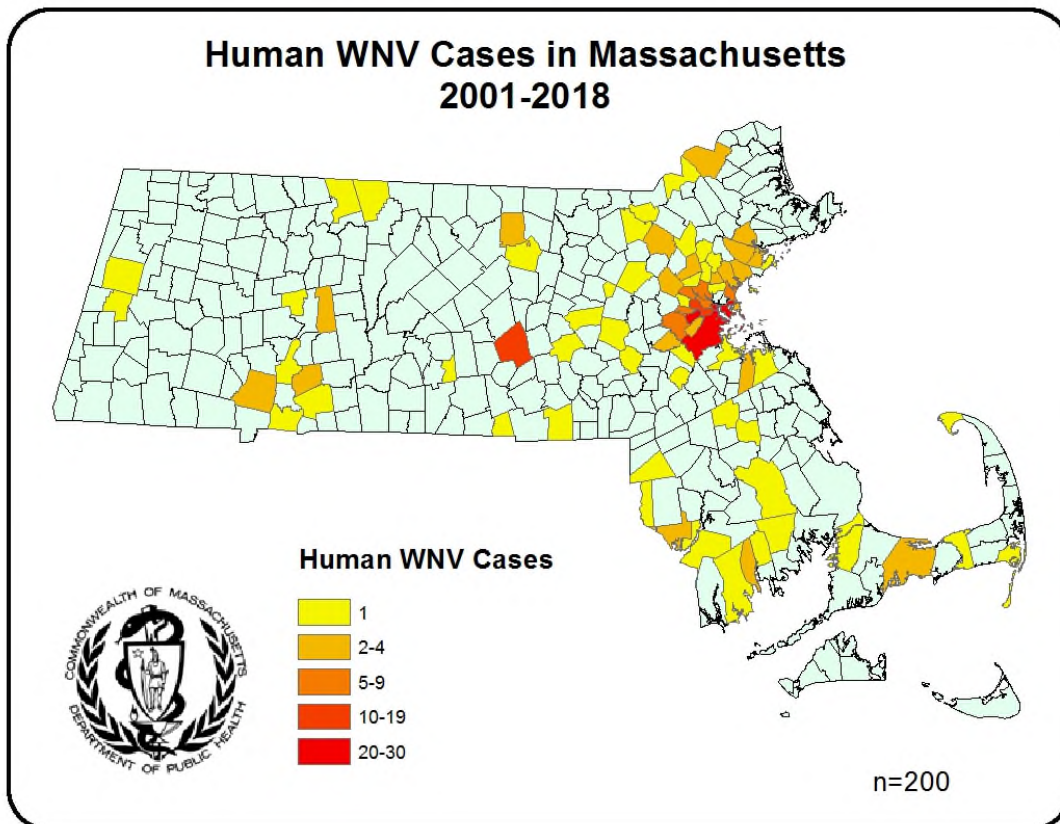 Human WNV Cases in Massachusetts
2001-2018
Human WNV Cases
1
2-4
5-9
10-19
20-30
COMMONWEALTH OF MASSACHUSETTS
DEPARTMENT OF PUBLIC HEALTH
n=200